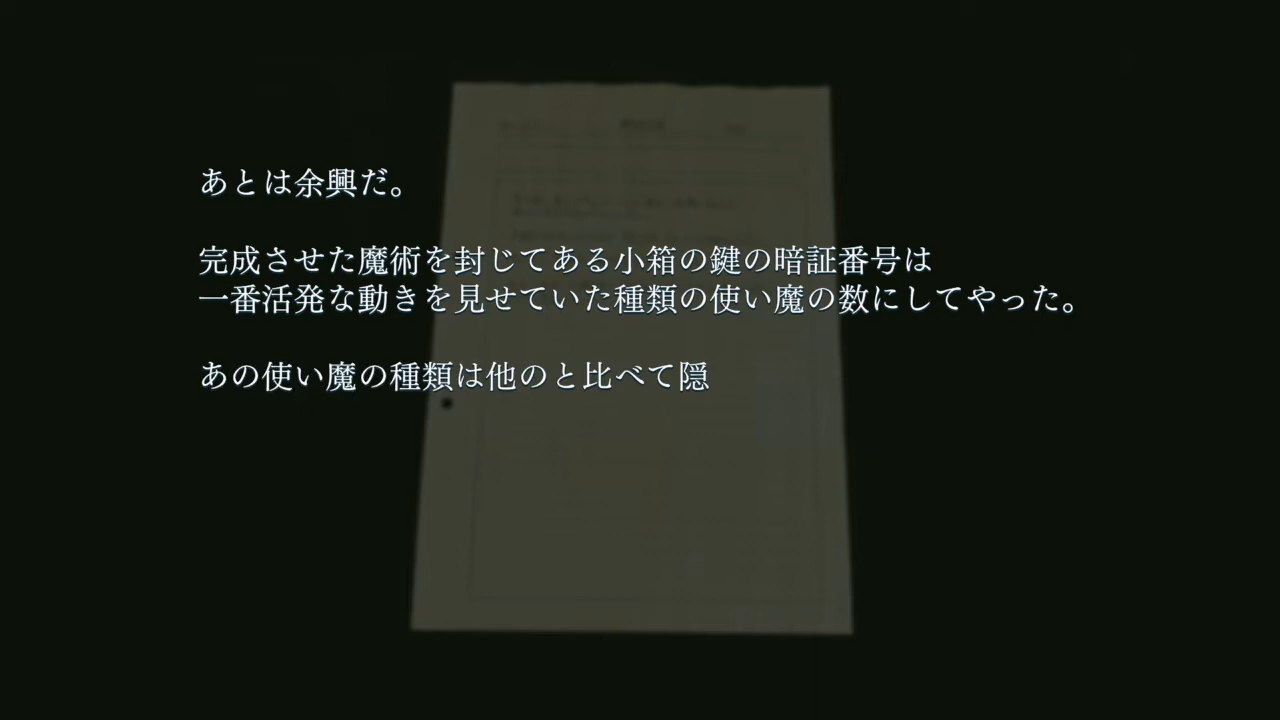 あとは余興だ。
完成させた魔術を封じてある小箱の鍵の暗証番号は
一番活発な動きを見せていた種類の使い魔の数にしてやった。
あの使い魔の種類は他のと比べて隠